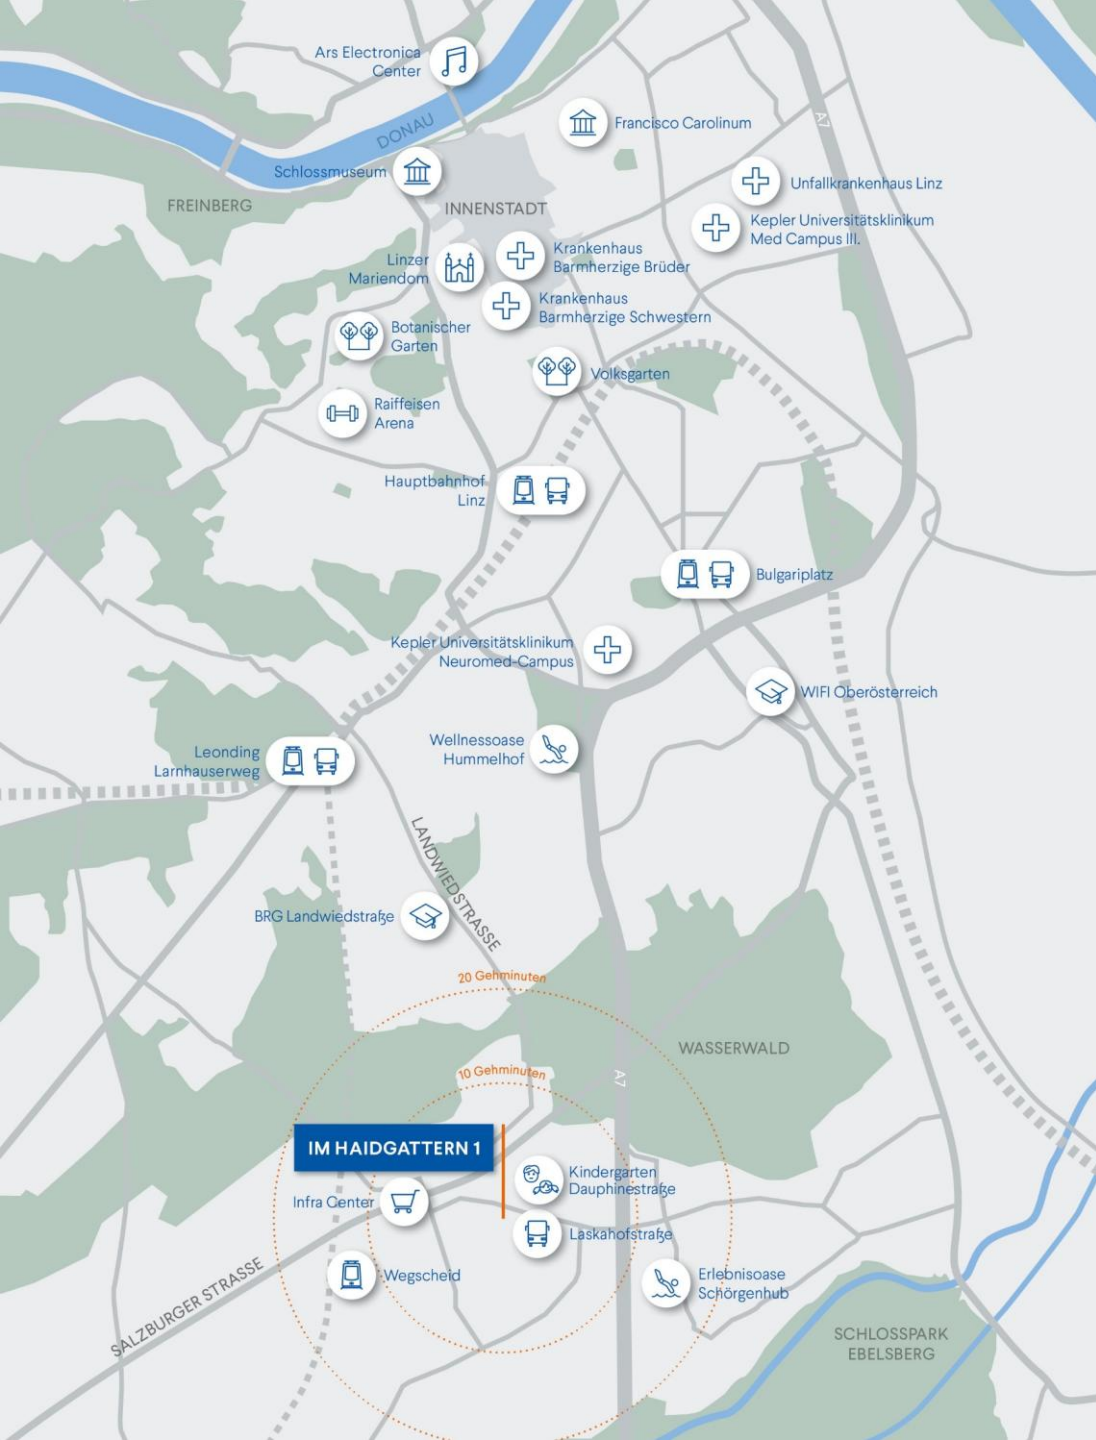 Ars Electronica
Center
DONAU
Francisco Carolinum
A7
Schlossmuseum
Unfallkrankenhaus Linz
FREINBERG
INNENSTADT
Kepler Universitätsklinikum
Med Campus III.
Krankenhaus
Barmherzige Brüder
Linzer
Mariendom
Krankenhaus
Barmherzige Schwestern
Botanischer
Garten
Volksgarten
Raiffeisen
Arena
Hauptbahnhof
Linz
Bulgariplatz
Kepler Universitätsklinikum
Neuromed-Campus
WIFI Oberösterreich
Wellnessoase
Hummelhof
Leonding
Larnhauserweg
LANDWIEDSTRASSE
BRG Landwiedstraße
20 Gehminuten
WASSERWALD
10 Gehminuten
A7
IM HAIDGATTERN 1
Kindergarten
Dauphinestraße
Infra Center
Laskahofstraße
Wegscheid
Erlebnisoase
Schörgenhub
SALZBURGER STRASSE
SCHLOSSPARK
EBELSBERG